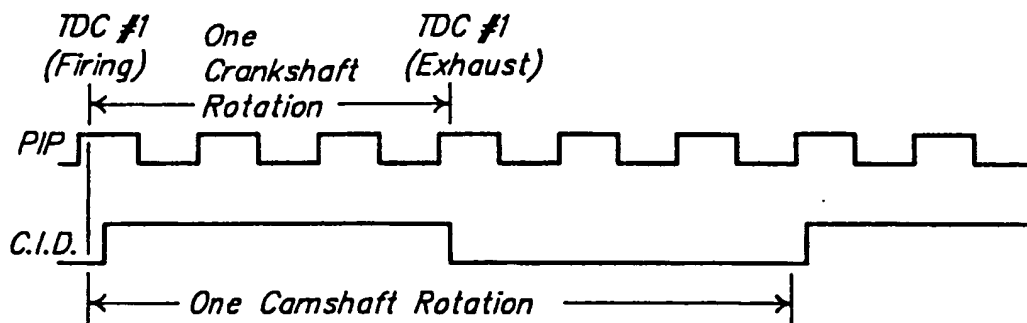 TDC #1
(Firing)
One
Crankshaft
Rotation
TDC #1
(Exhaust)
PIP
C.I.D.
One Camshaft Rotation